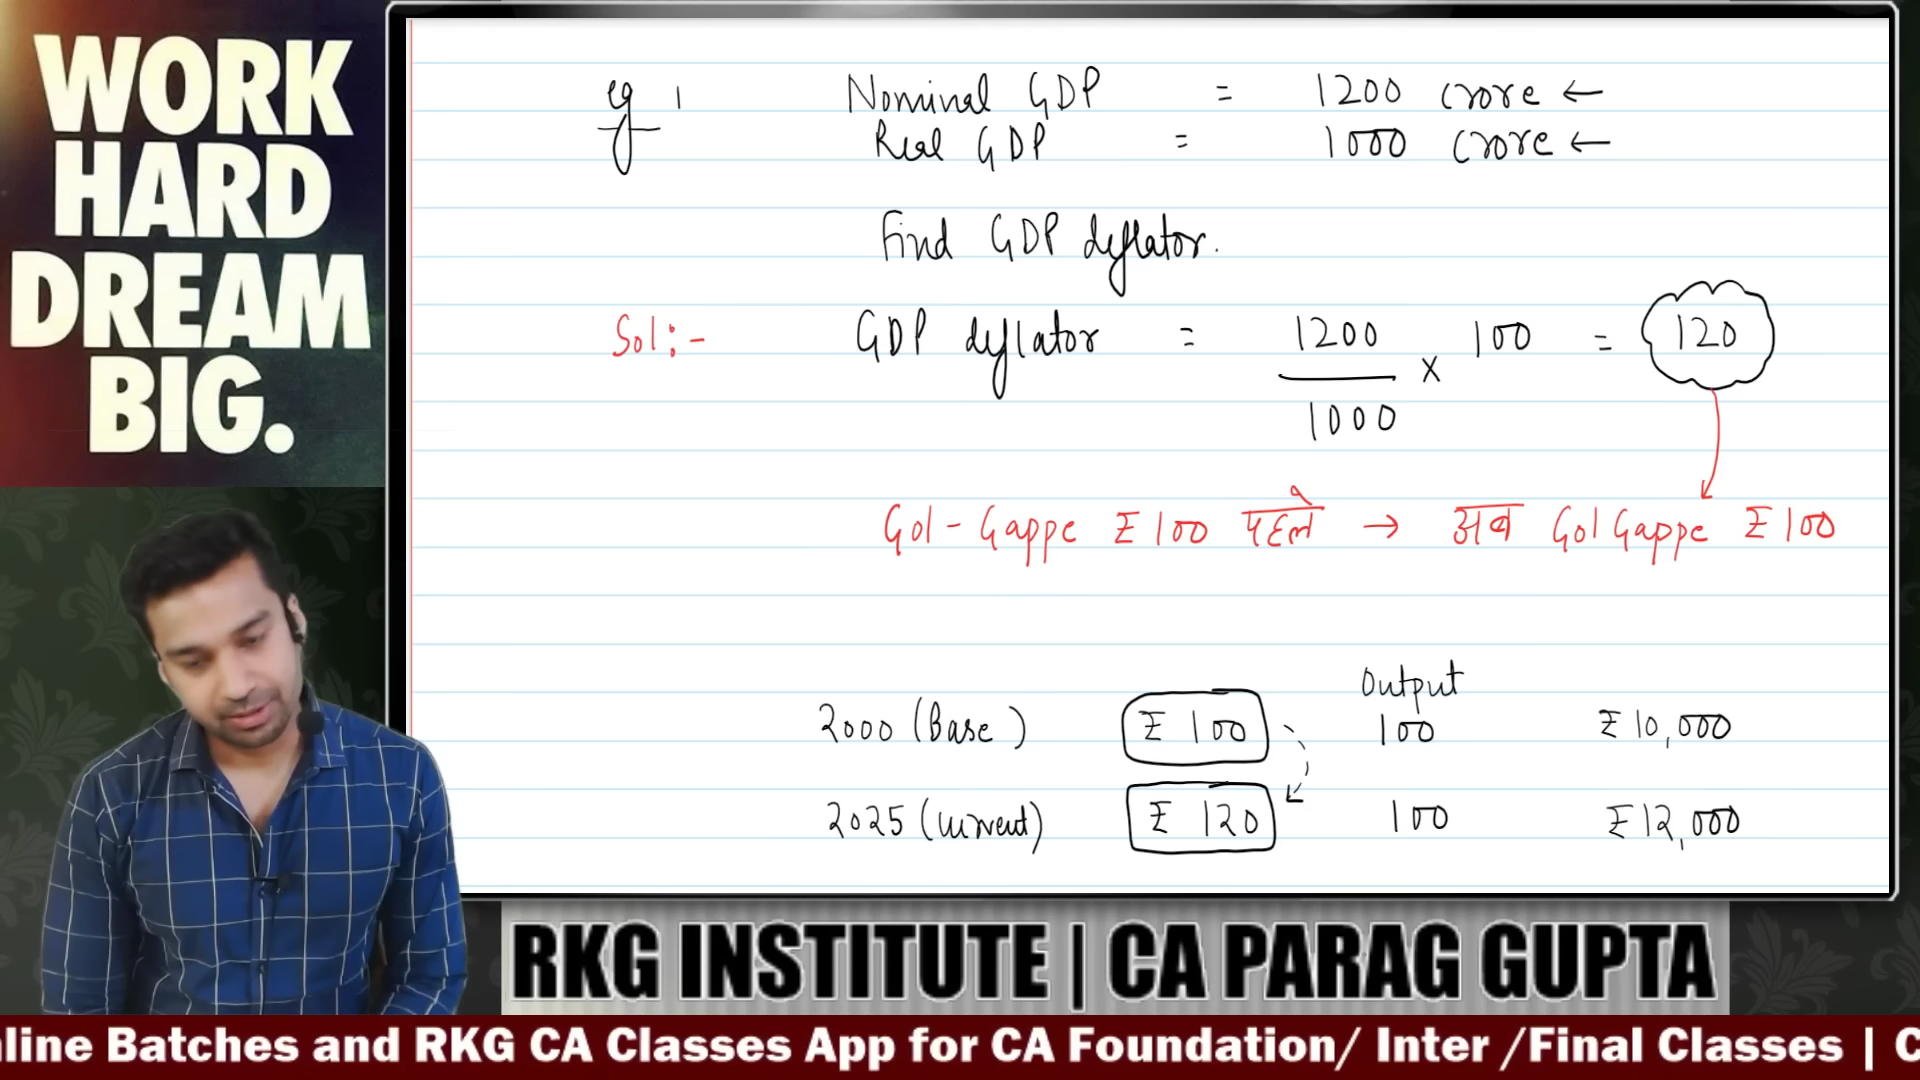 WORK
HARD
DREAM
BIG.
eg 1 Nominal GDP = 1200 crore ←
Real GDP = 1000 crore ←
Find GDP deflator.
Sol:- GDP deflator = 1200 / 1000 x 100 = 120
Gol-Gappe ₹100 पहले → अब GolGappe ₹100
Output
2000 (Base) ₹ 100 100 ₹10,000
2025 (Current) ₹ 120 100 ₹12,000
RKG INSTITUTE | CA PARAG GUPTA
nline Batches and RKG CA Classes App for CA Foundation/ Inter /Final Classes | C